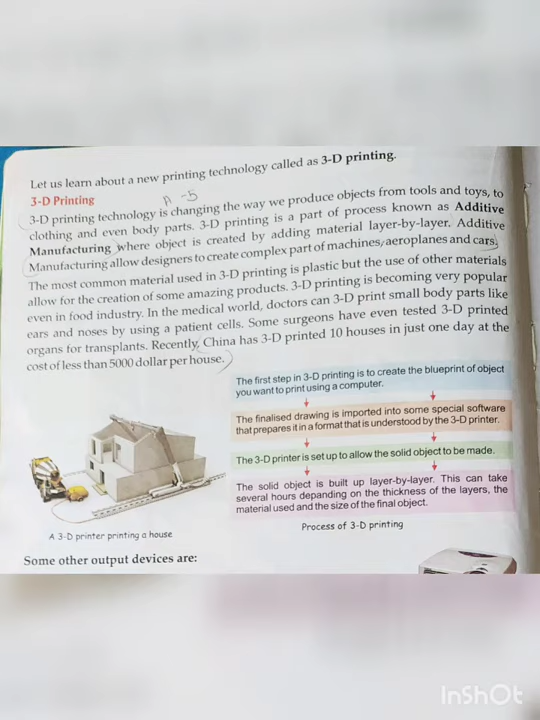 Let us learn about a new printing technology called as 3-D printing.
3-D Printing
A -5
3-D printing technology is changing the way we produce objects from tools and toys, to
clothing and even body parts. 3-D printing is a part of process known as Additive
Manufacturing where object is created by adding material layer-by-layer. Additive
Manufacturing allow designers to create complex part of machines, aeroplanes and cars.
The most common material used in 3-D printing is plastic but the use of other materials
allow for the creation of some amazing products. 3-D printing is becoming very popular
even in food industry. In the medical world, doctors can 3-D print small body parts like
ears and noses by using a patient cells. Some surgeons have even tested 3-D printed
organs for transplants. Recently, China has 3-D printed 10 houses in just one day at the
cost of less than 5000 dollar per house.
The first step in 3-D printing is to create the blueprint of object
you want to print using a computer.
The finalised drawing is imported into some special software
that prepares it in a format that is understood by the 3-D printer.
The 3-D printer is set up to allow the solid object to be made.
The solid object is built up layer-by-layer. This can take
several hours depanding on the thickness of the layers, the
material used and the size of the final object.
Process of 3-D printing
A 3-D printer printing a house
Some other output devices are:
InShOt